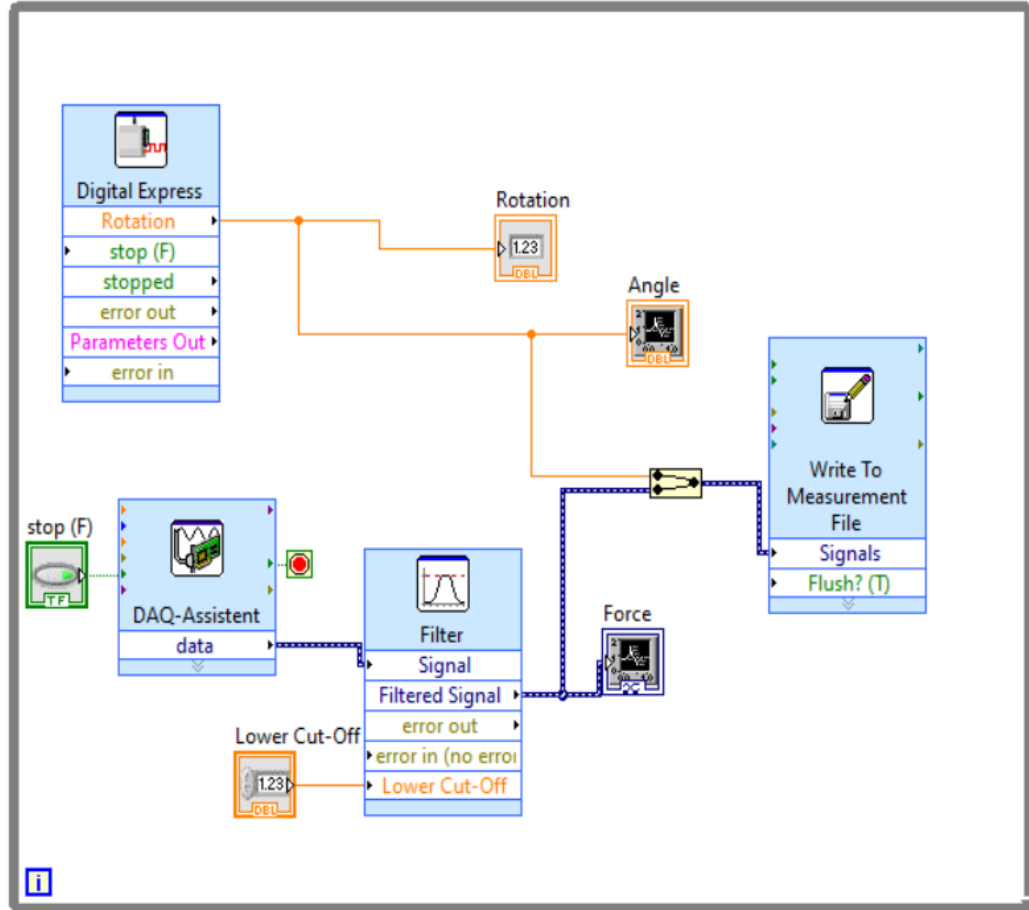 Digital Express
Rotation
stop (F)
stopped
error out
Parameters Out
error in
Rotation
1.23
DBL
Angle
DBL
Write To
Measurement
File
Signals
Flush? (T)
stop (F)
TF
DAQ-Assistent
data
Filter
Signal
Filtered Signal
error out
error in (no erro
Lower Cut-Off
Force
Lower Cut-Off
1.23
DBL
i